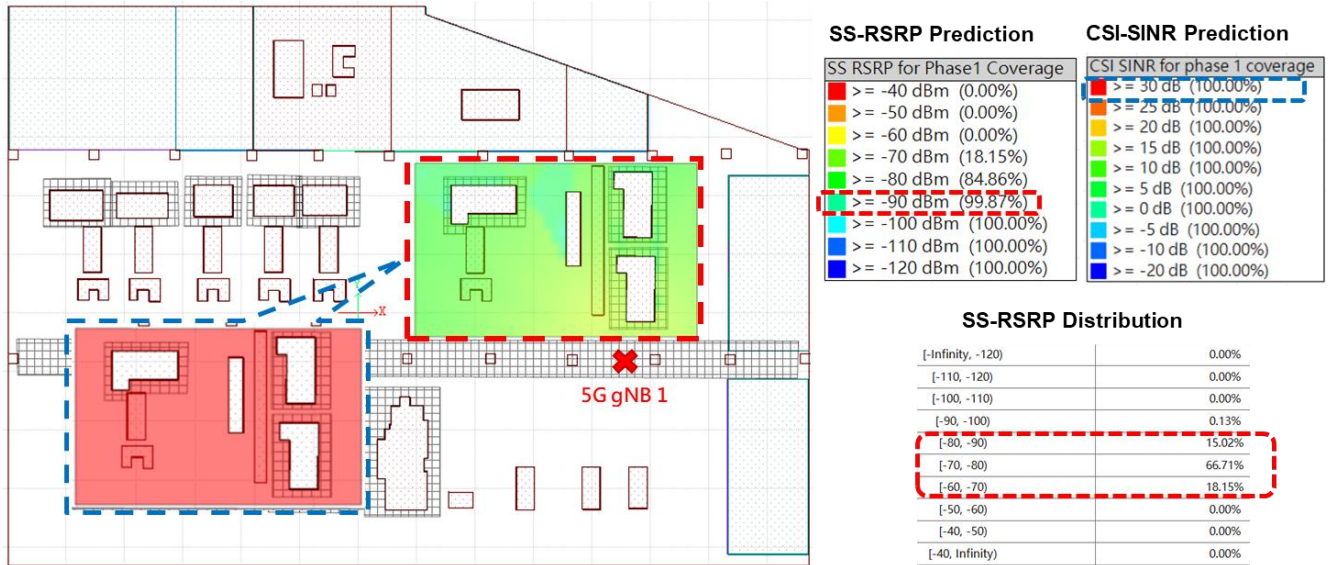 SS-RSRP Prediction
SS RSRP for Phase1 Coverage
>= -40 dBm (0.00%)
>= -50 dBm (0.00%)
>= -60 dBm (0.00%)
>= -70 dBm (18.15%)
>= -80 dBm (84.86%)
>= -90 dBm (99.87%)
>= -100 dBm (100.00%)
>= -110 dBm (100.00%)
>= -120 dBm (100.00%)
CSI-SINR Prediction
CSI SINR for phase 1 coverage
>= 30 dB (100.00%)
>= 25 dB (100.00%)
>= 20 dB (100.00%)
>= 15 dB (100.00%)
>= 10 dB (100.00%)
>= 5 dB (100.00%)
>= 0 dB (100.00%)
>= -5 dB (100.00%)
>= -10 dB (100.00%)
>= -20 dB (100.00%)
Y
X
5G gNB 1
SS-RSRP Distribution
[-Infinity, -120) 0.00%
[-110, -120) 0.00%
[-100, -110) 0.00%
[-90, -100) 0.13%
[-80, -90) 15.02%
[-70, -80) 66.71%
[-60, -70) 18.15%
[-50, -60) 0.00%
[-40, -50) 0.00%
[-40, Infinity) 0.00%